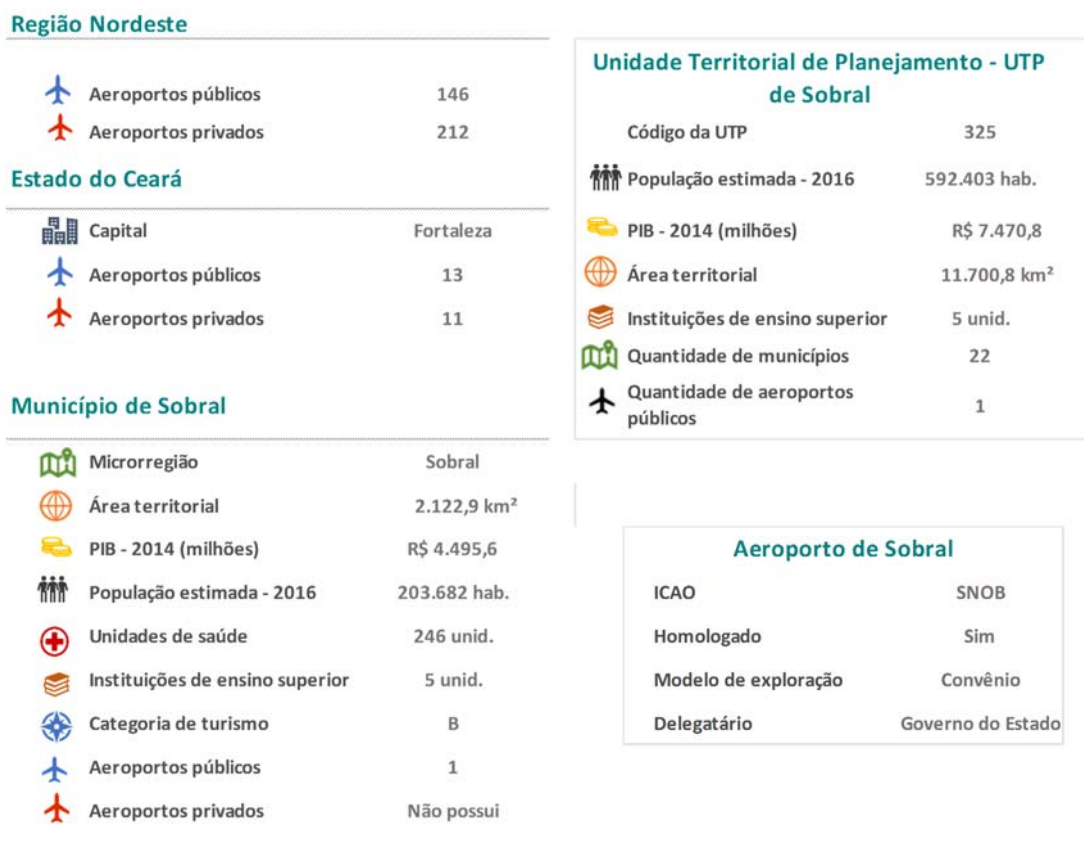 Região Nordeste
Aeroportos públicos 146
Aeroportos privados 212
Estado do Ceará
Capital Fortaleza
Aeroportos públicos 13
Aeroportos privados 11
Município de Sobral
Microrregião Sobral
Área territorial 2.122,9 km²
PIB - 2014 (milhões) R$ 4.495,6
População estimada - 2016 203.682 hab.
Unidades de saúde 246 unid.
Instituições de ensino superior 5 unid.
Categoria de turismo B
Aeroportos públicos 1
Aeroportos privados Não possui
Unidade Territorial de Planejamento - UTP
de Sobral
Código da UTP 325
População estimada - 2016 592.403 hab.
PIB - 2014 (milhões) R$ 7.470,8
Área territorial 11.700,8 km²
Instituições de ensino superior 5 unid.
Quantidade de municípios 22
Quantidade de aeroportos
públicos 1
Aeroporto de Sobral
ICAO SNOB
Homologado Sim
Modelo de exploração Convênio
Delegatário Governo do Estado